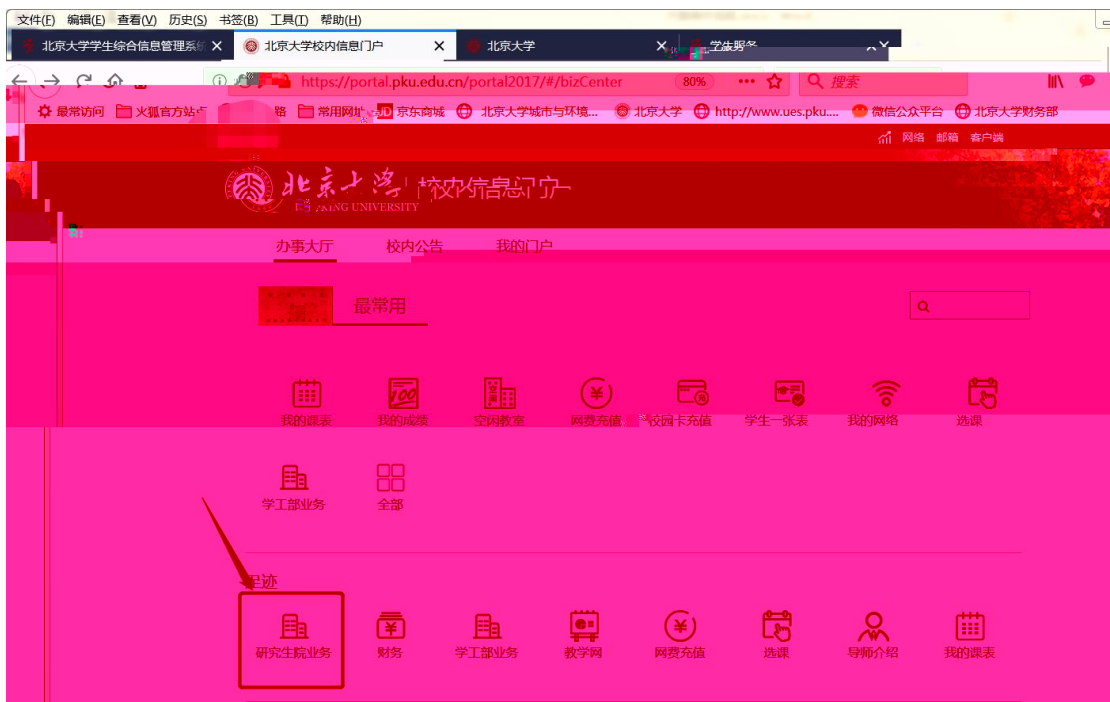 文件(F) 编辑(E) 查看(V) 历史(S) 书签(B) 工具(T) 帮助(H)
北京大学学生综合信息管理系 北京大学校内信息门户 北京大学 学生
https://portal.pku.edu.cn/portal2017/#/bizCenter 80% 搜索
最常访问 火狐官方站点 路 常用网址 JD 京东商城 北京大学城市与环境... 北京大学 http://www.ues.pku.... 微信公众平台 北京大学财务部
网络 邮箱 客户端
北京大学 校内信息门户
UNIVERSITY
办事大厅 校内公告 我的门户
最常用
我的课表 我的成绩 空闲教室 网费充值 校园卡充值 学生一张表 我的网络 选课
学工部业务 全部
足迹
研究生院业务 财务 学工部业务 教学网 网费充值 选课 导师介绍 我的课表